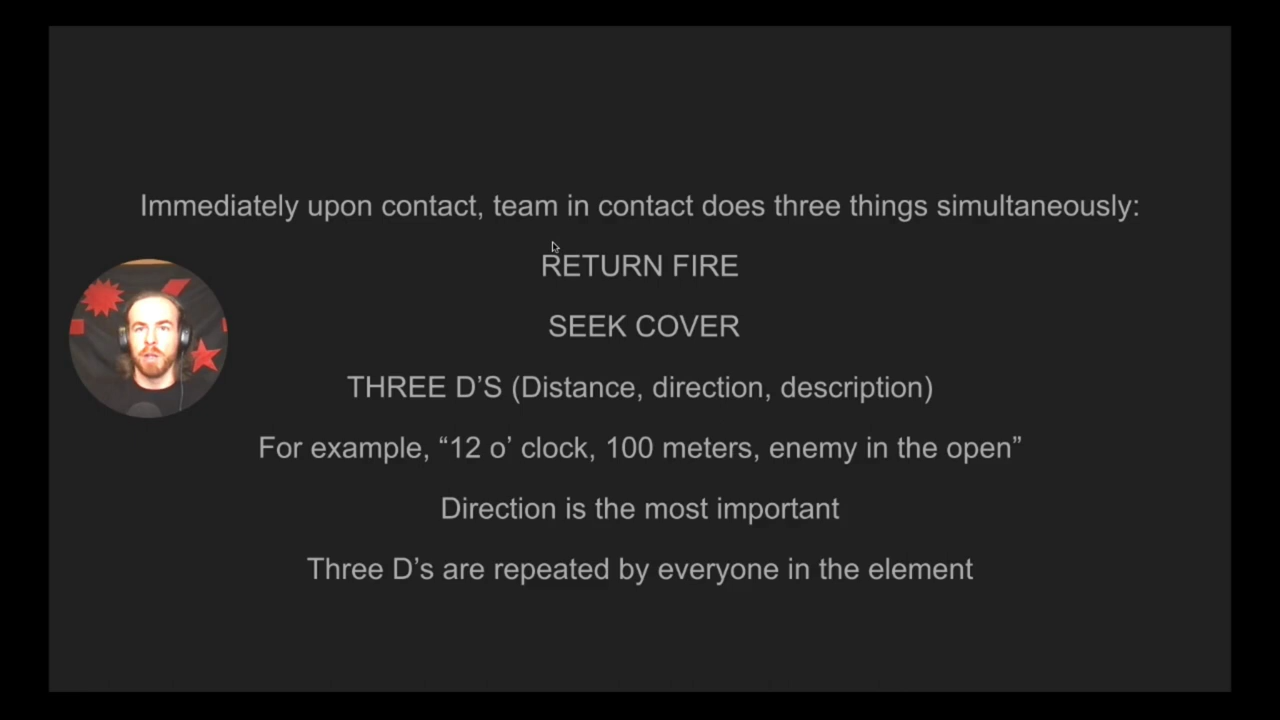 Immediately upon contact, team in contact does three things simultaneously:
RETURN FIRE
SEEK COVER
THREE D’S (Distance, direction, description)
For example, “12 o’ clock, 100 meters, enemy in the open”
Direction is the most important
Three D’s are repeated by everyone in the element